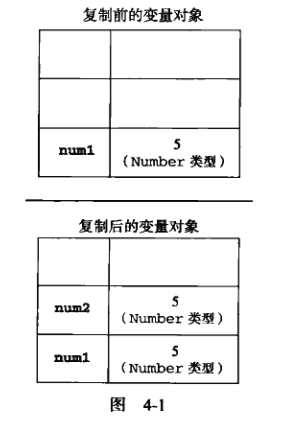 复制前的变量对象
num1
5
（Number 类型）
复制后的变量对象
num2
5
（Number 类型）
num1
5
（Number 类型）
图 4-1